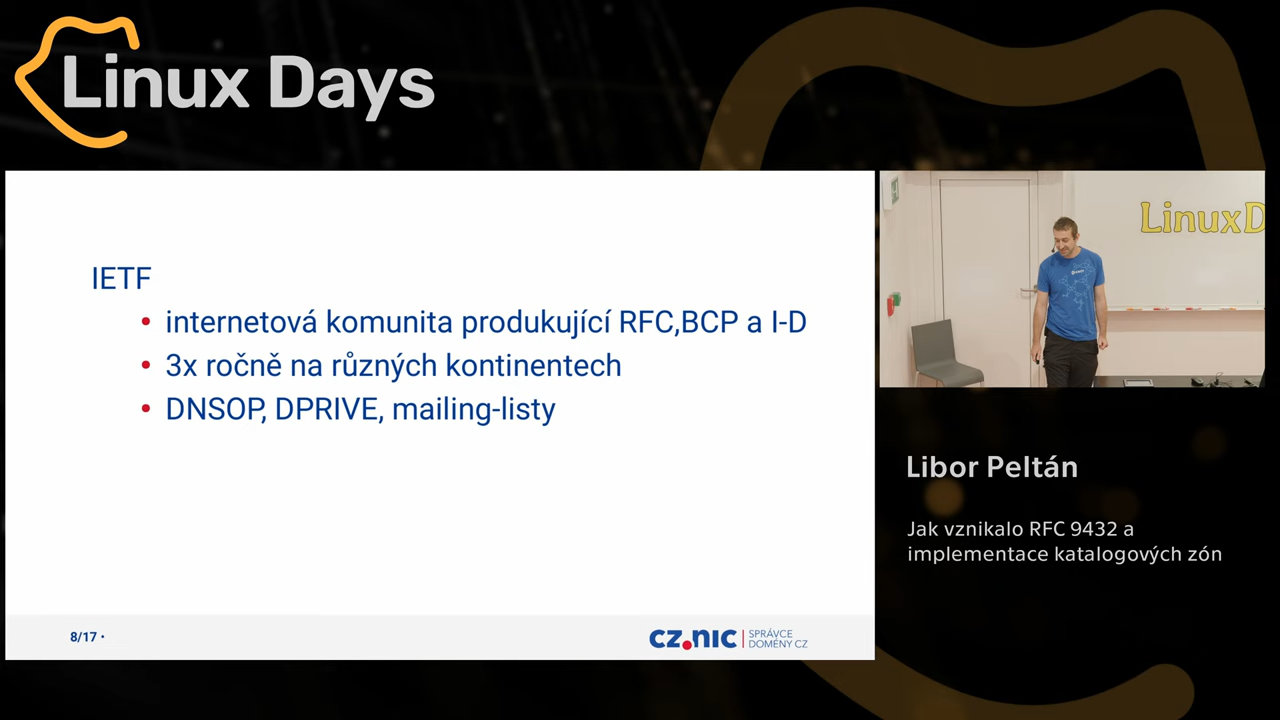 Linux Days
IETF
• internetová komunita produkující RFC,BCP a I-D
• 3x ročně na různých kontinentech
• DNSOP, DPRIVE, mailing-listy
8/17 •
CZ.NIC | SPRÁVCE
DOMÉNY CZ
LinuxD
Libor Peltán
Jak vznikalo RFC 9432 a
implementace katalogových zón